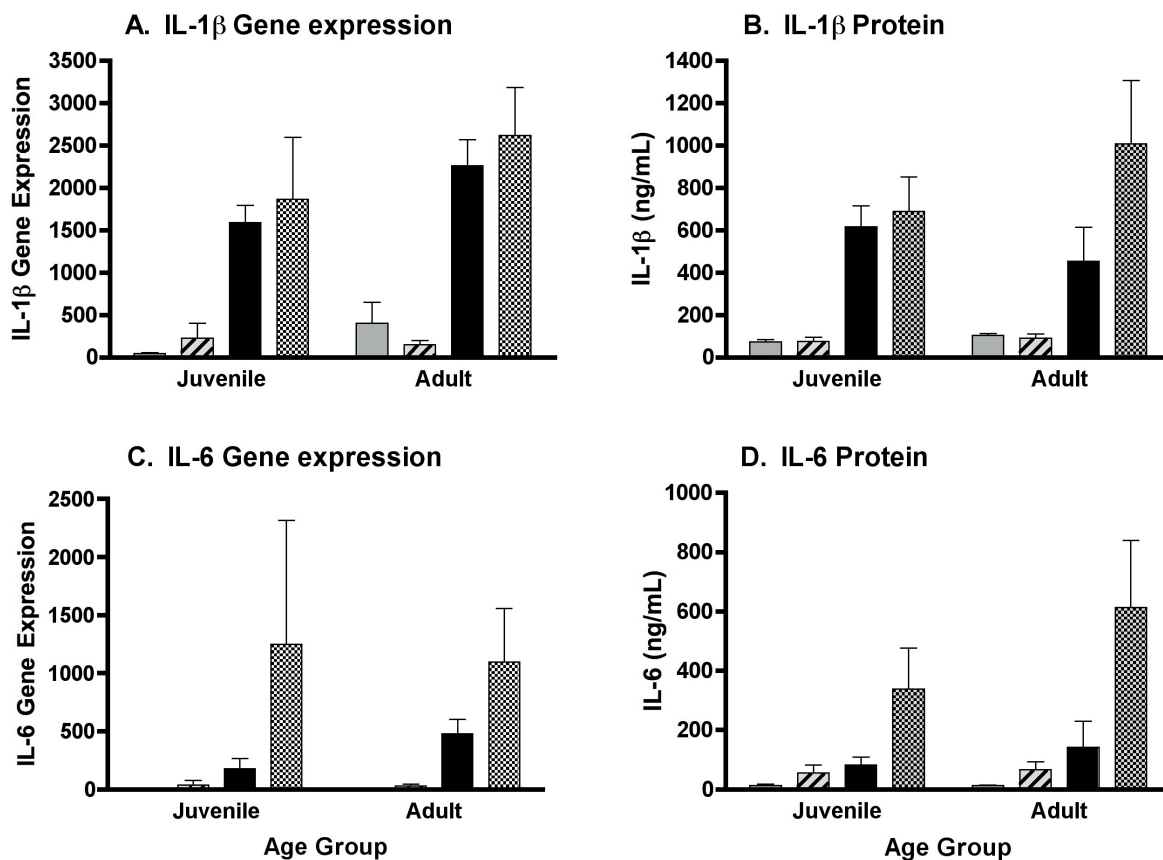 A. IL-1β Gene expression
IL-1β Gene Expression
3500
3000
2500
2000
1500
1000
500
0
Juvenile Adult
B. IL-1β Protein
IL-1β (ng/mL)
1400
1200
1000
800
600
400
200
0
Juvenile Adult
C. IL-6 Gene expression
IL-6 Gene Expression
2500
2000
1500
1000
500
0
Juvenile Adult
Age Group
D. IL-6 Protein
IL-6 (ng/mL)
1000
800
600
400
200
0
Juvenile Adult
Age Group